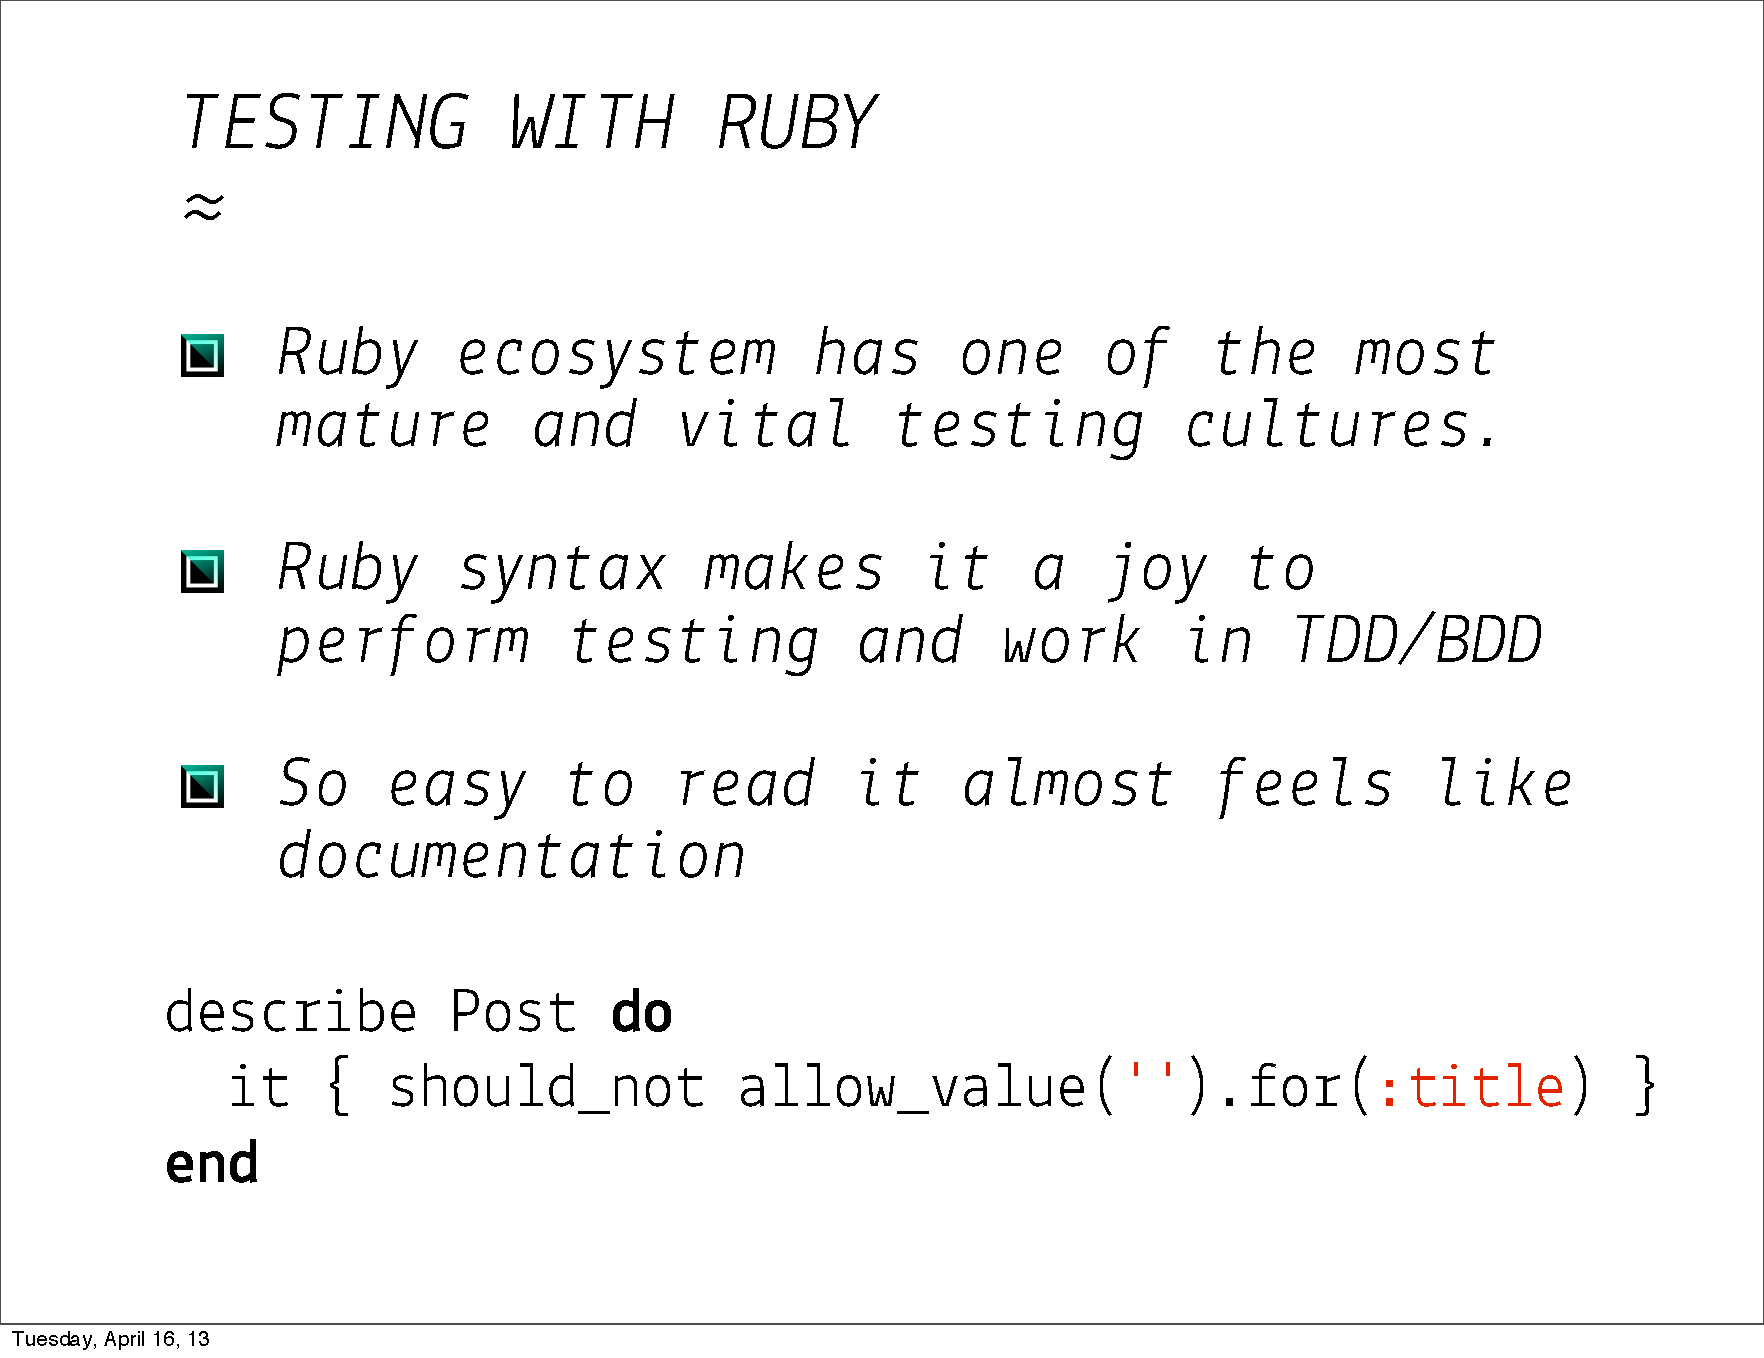 TESTING WITH RUBY
≈
Ruby ecosystem has one of the most
mature and vital testing cultures.
Ruby syntax makes it a joy to
perform testing and work in TDD/BDD
So easy to read it almost feels like
documentation
describe Post do
  it { should_not allow_value('').for(:title) }
end
Tuesday, April 16, 13